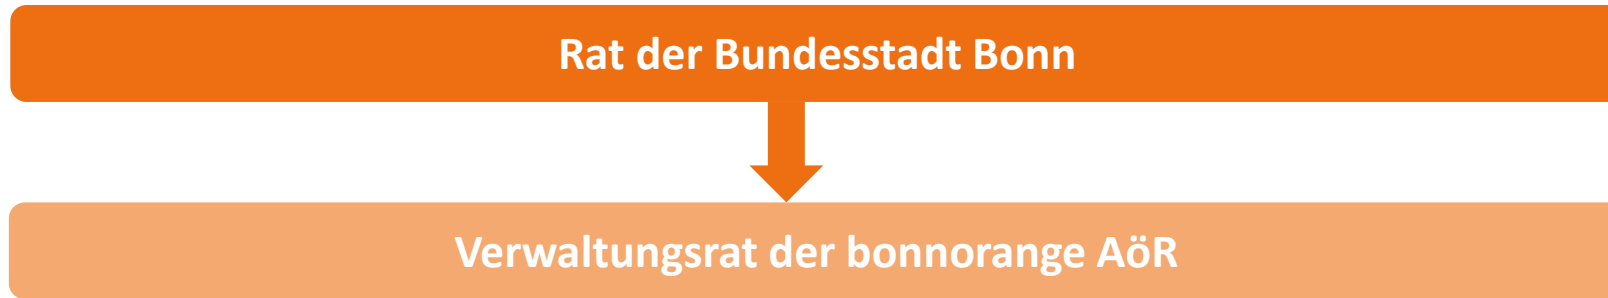 Rat der Bundesstadt Bonn
Verwaltungsrat der bonnorange AöR